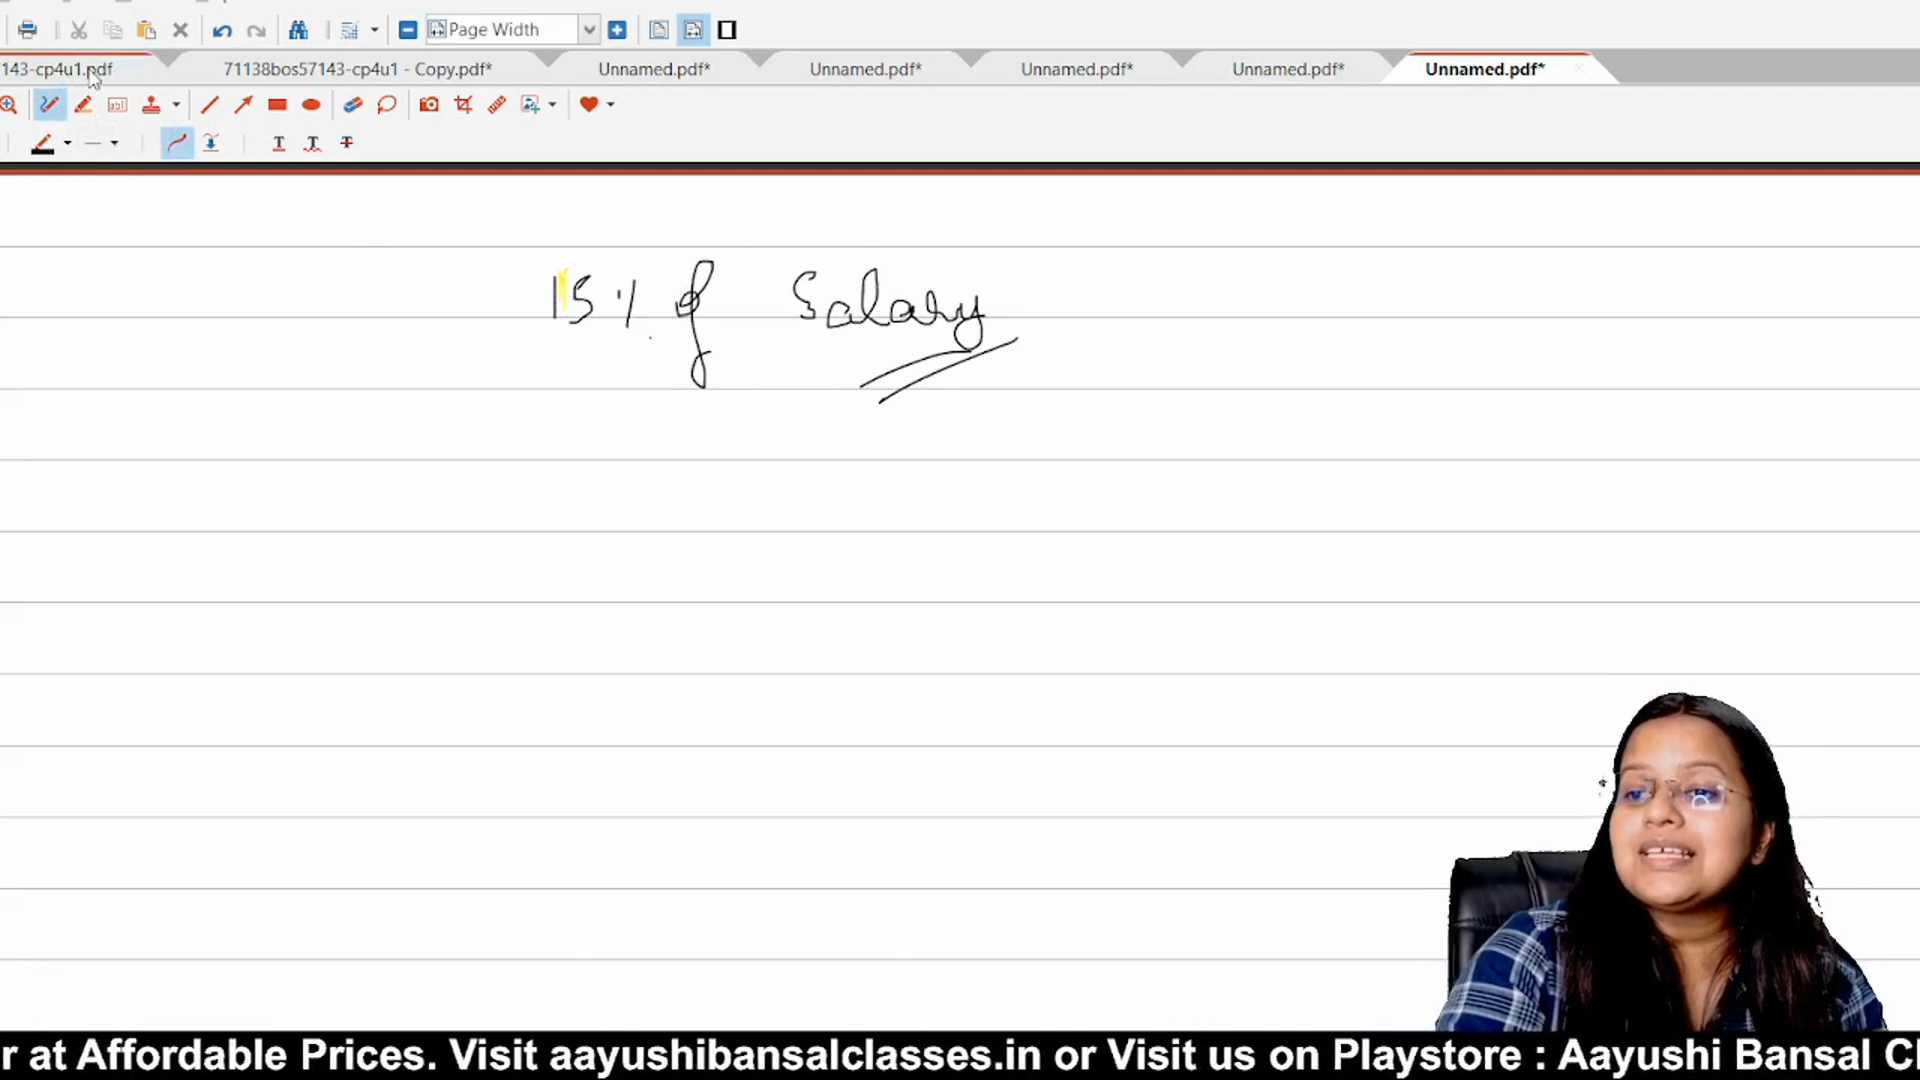 Page Width
143-cp4u1.pdf 71138bos57143-cp4u1 - Copy.pdf* Unnamed.pdf* Unnamed.pdf* Unnamed.pdf* Unnamed.pdf* Unnamed.pdf*
15% of Salary
r at Affordable Prices. Visit aayushibansalclasses.in or Visit us on Playstore : Aayushi Bansal Cl